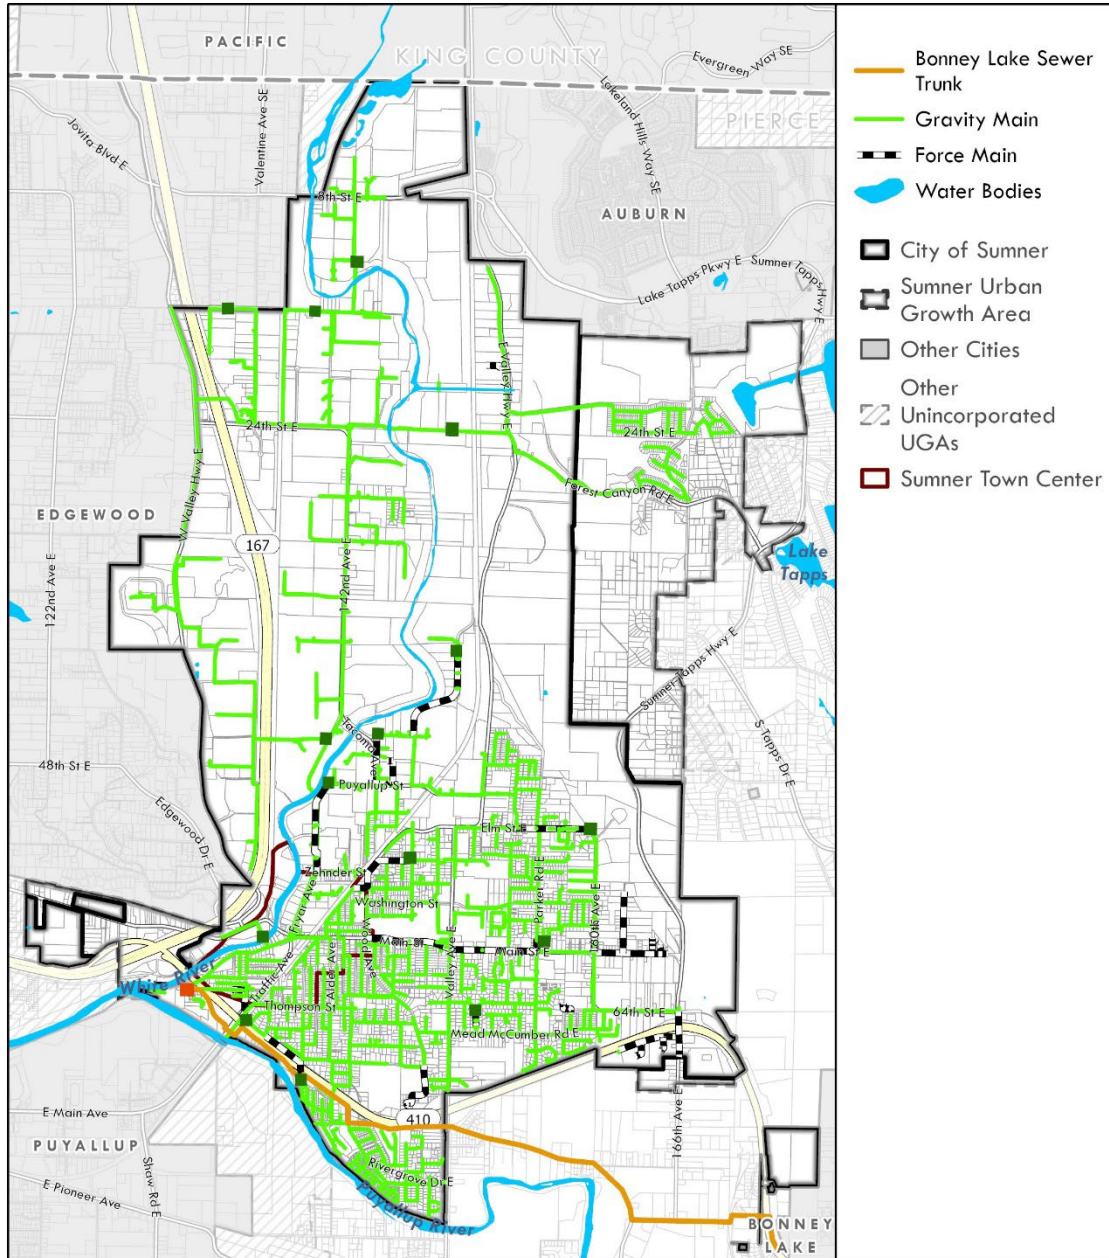 PACIFIC
KING COUNTY
Evergreen Way SE
Jovita Blvd E
Valentine Ave SE
Lakeland Hills Way SE
PIERCE
8th St E
AUBURN
Lake Tapps Pkwy E
Sumner Tapps Hwy E
E Valley Hwy E
24th St E
24th St E
W Valley Hwy E
Forest Canyon Rd E
EDGEWOOD
167
122nd Ave E
142nd Ave E
Lake
Tapps
Sumner-Tapps Hwy E
S Tapps Dr E
Tacoma Ave
48th St E
Puyallup St
Edgewood Dr E
Elm St E
Zehnder St
Washington St
Fryar Ave
Parker Rd E
160th Ave E
Wood Ave
Main St
Main St E
Valley Ave E
Alder Ave
Traffic Ave
White River
Thompson St
64th St E
Mead McCumber Rd E
E Main Ave
410
166th Ave E
PUYALLUP
Shaw Rd E
Rivergrove Dr E
E Pioneer Ave
Puyallup River
BONNEY
LAKE
Bonney Lake Sewer
Trunk
Gravity Main
Force Main
Water Bodies
City of Sumner
Sumner Urban
Growth Area
Other Cities
Other
Unincorporated
UGAs
Sumner Town Center